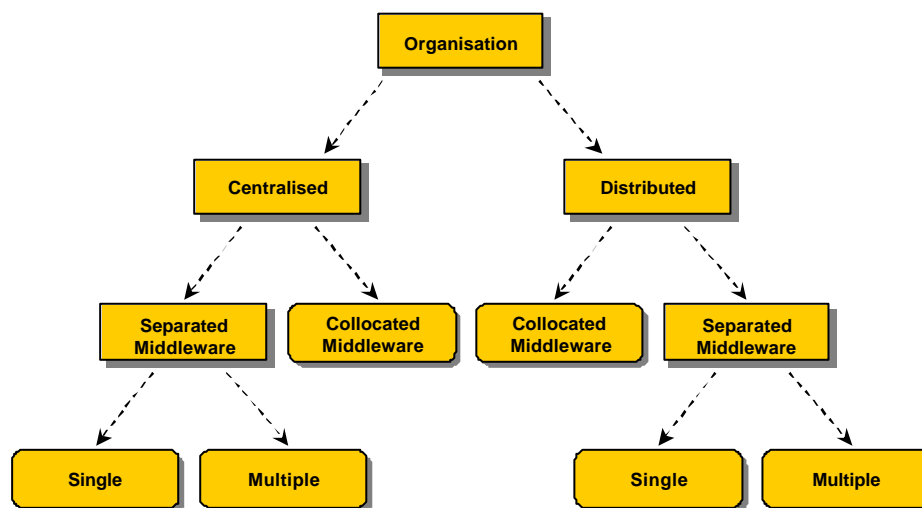 Organisation
Centralised
Distributed
Separated
Middleware
Collocated
Middleware
Collocated
Middleware
Separated
Middleware
Single
Multiple
Single
Multiple